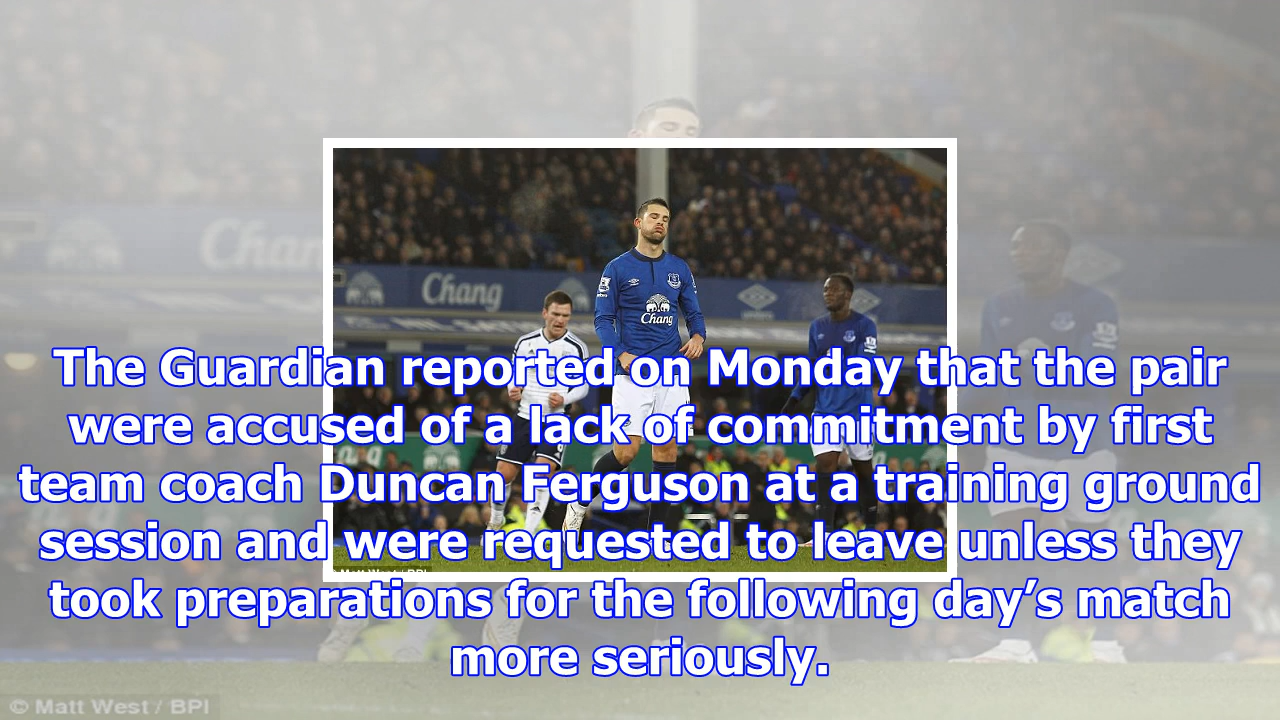 Chang
Chang
Chang
The Guardian reported on Monday that the pair
were accused of a lack of commitment by first
team coach Duncan Ferguson at a training ground
session and were requested to leave unless they
took preparations for the following day’s match
more seriously.
© Matt West / BPI